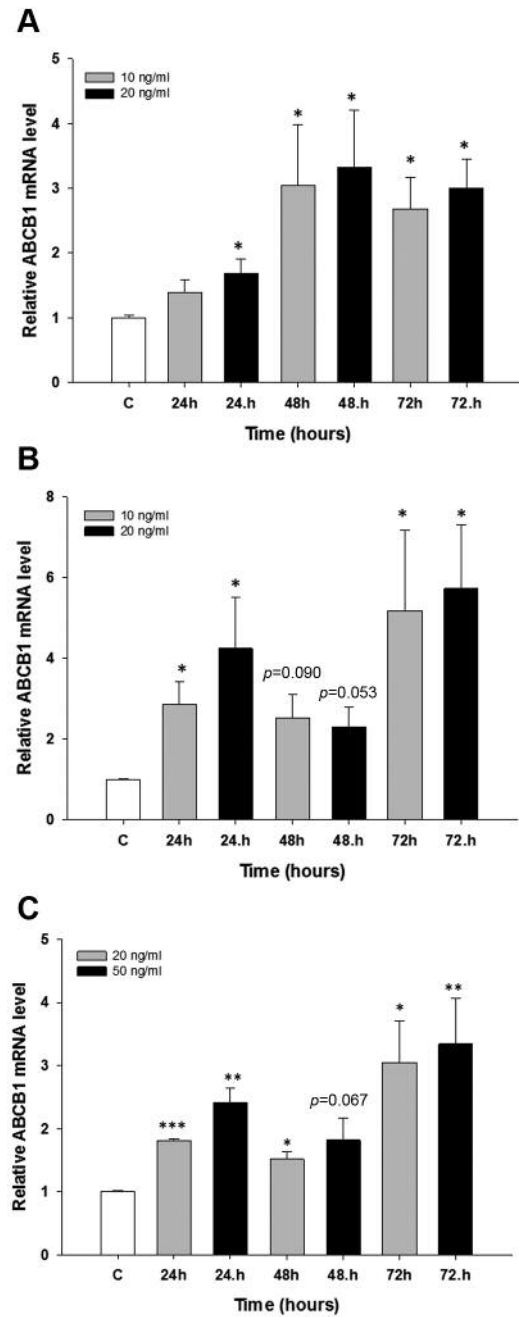 A
Relative ABCB1 mRNA level
5
4
3
2
1
0
10 ng/ml
20 ng/ml
*
*
*
*
*
C 24h 24.h 48h 48.h 72h 72.h
Time (hours)
B
Relative ABCB1 mRNA level
8
6
4
2
0
10 ng/ml
20 ng/ml
*
*
p=0.090
p=0.053
*
*
C 24h 24.h 48h 48.h 72h 72.h
Time (hours)
C
Relative ABCB1 mRNA level
5
4
3
2
1
0
20 ng/ml
50 ng/ml
***
**
*
p=0.067
*
**
C 24h 24.h 48h 48.h 72h 72.h
Time (hours)